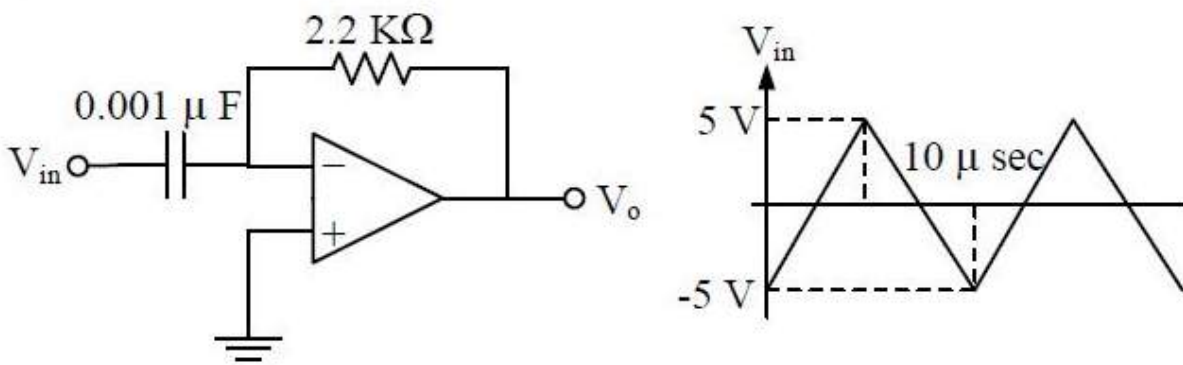 2.2 KΩ
0.001 μ F
V_in
−
+
V_o
V_in
5 V
10 μ sec
-5 V